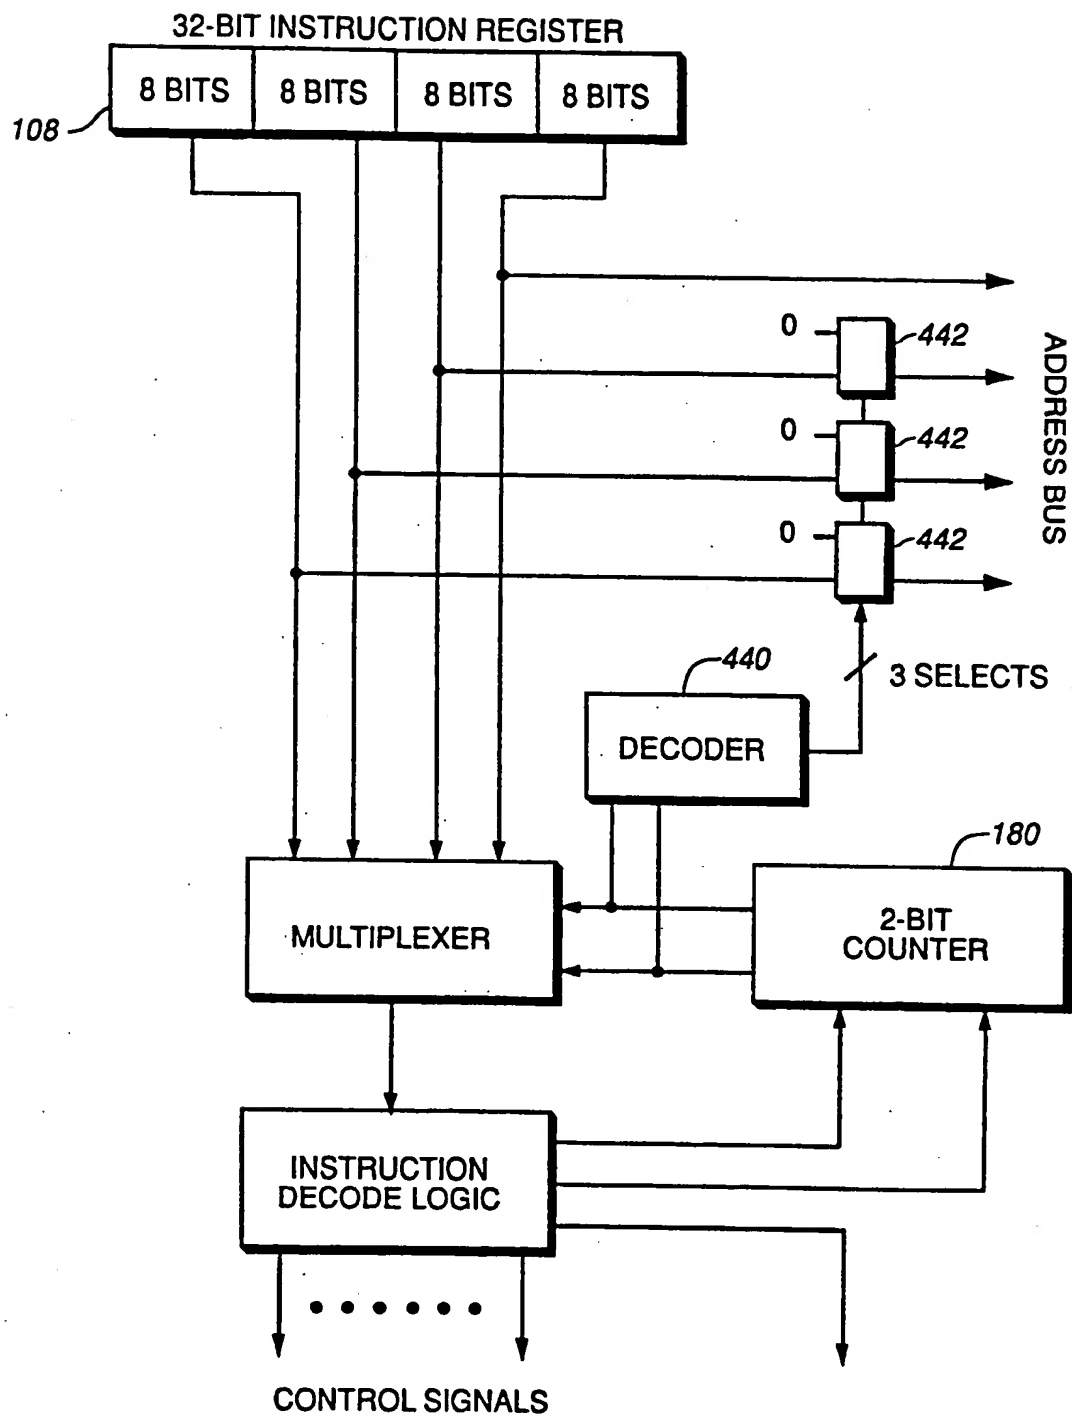 32-BIT INSTRUCTION REGISTER
8 BITS 8 BITS 8 BITS 8 BITS
108
0
442
0
442
0
442
ADDRESS BUS
3 SELECTS
440
DECODER
180
2-BIT
COUNTER
MULTIPLEXER
INSTRUCTION
DECODE LOGIC
CONTROL SIGNALS